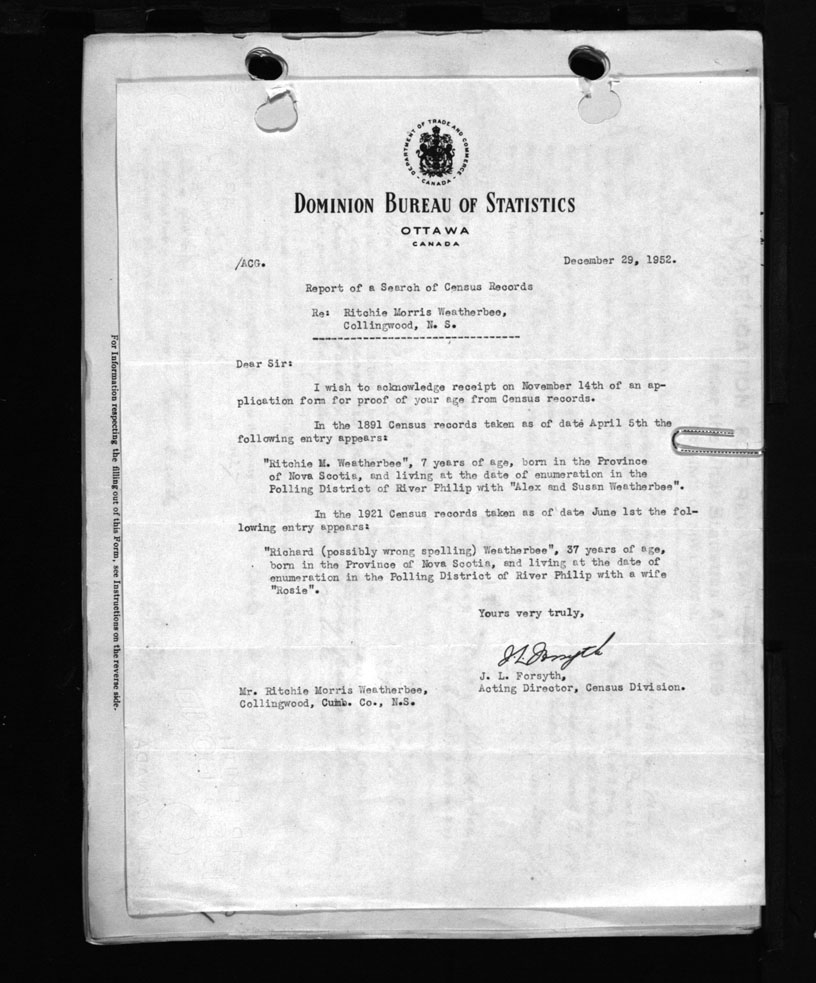 DEPARTMENT OF TRADE AND COMMERCE
- CANADA -
DOMINION BUREAU OF STATISTICS
OTTAWA
CANADA
/ACG.
December 29, 1952.
Report of a Search of Census Records
Re: Ritchie Morris Weatherbee,
Collingwood, N. S.
Dear Sir:
I wish to acknowledge receipt on November 14th of an ap-
plication form for proof of your age from Census records.
In the 1891 Census records taken as of date April 5th the
following entry appears:
"Ritchie M. Weatherbee", 7 years of age, born in the Province
of Nova Scotia, and living at the date of enumeration in the
Polling District of River Philip with "Alex and Susan Weatherbee".
In the 1921 Census records taken as of date June 1st the fol-
lowing entry appears:
"Richard (possibly wrong spelling) Weatherbee", 37 years of age,
born in the Province of Nova Scotia, and living at the date of
enumeration in the Polling District of River Philip with a wife
"Rosie".
Yours very truly,
J L Forsyth
J. L. Forsyth,
Acting Director, Census Division.
Mr. Ritchie Morris Weatherbee,
Collingwood, Cumb. Co., N.S.
For Information respecting the filling out of this Form, see Instructions on the reverse side.